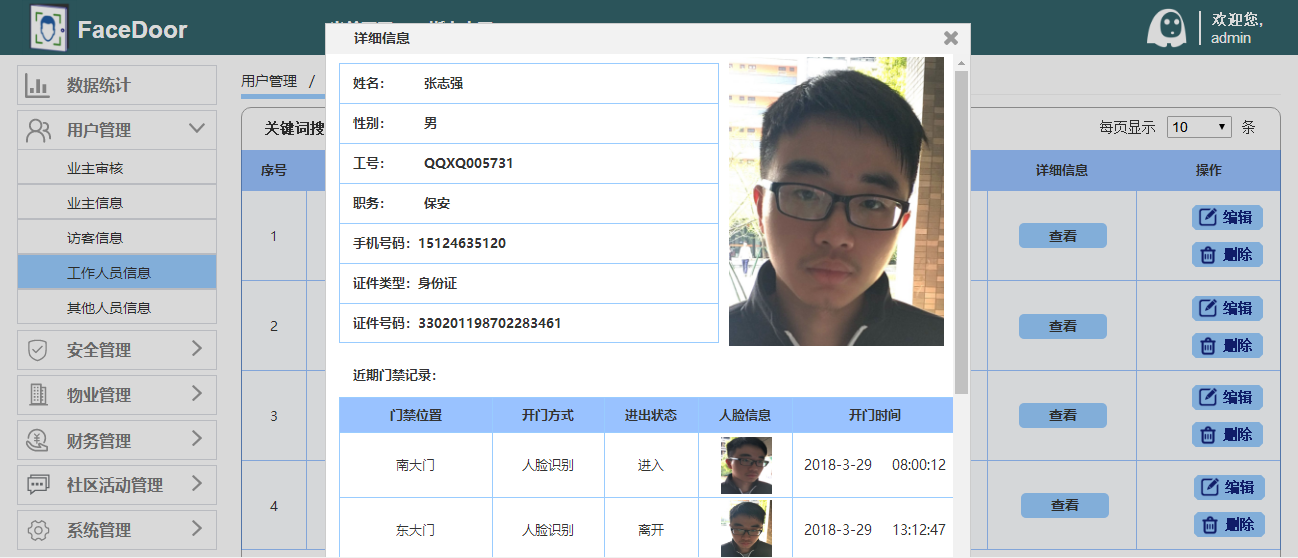 FaceDoor
欢迎您,
admin
详细信息
数据统计
用户管理
业主审核
业主信息
访客信息
工作人员信息
其他人员信息
安全管理
物业管理
财务管理
社区活动管理
系统管理
用户管理 /
关键词搜
每页显示 10 条
序号 详细信息 操作
1 查看 编辑
删除
2 查看 编辑
删除
3 查看 编辑
删除
4 查看 编辑
删除
姓名: 张志强
性别: 男
工号: QQXQ005731
职务: 保安
手机号码: 15124635120
证件类型: 身份证
证件号码: 330201198702283461
近期门禁记录:
门禁位置 开门方式 进出状态 人脸信息 开门时间
南大门 人脸识别 进入 2018-3-29 08:00:12
东大门 人脸识别 离开 2018-3-29 13:12:47